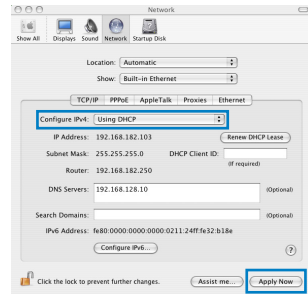 Network
Show All Displays Sound Network Startup Disk
Location: Automatic
Show: Built-in Ethernet
TCP/IP PPPoE AppleTalk Proxies Ethernet
Configure IPv4: Using DHCP
IP Address: 192.168.182.103 Renew DHCP Lease
Subnet Mask: 255.255.255.0 DHCP Client ID:
(If required)
Router: 192.168.182.250
DNS Servers: 192.168.128.10 (Optional)
Search Domains: (Optional)
IPv6 Address: fe80:0000:0000:0000:0211:24ff:fe32:b18e
Configure IPv6... ?
Click the lock to prevent further changes. Assist me... Apply Now